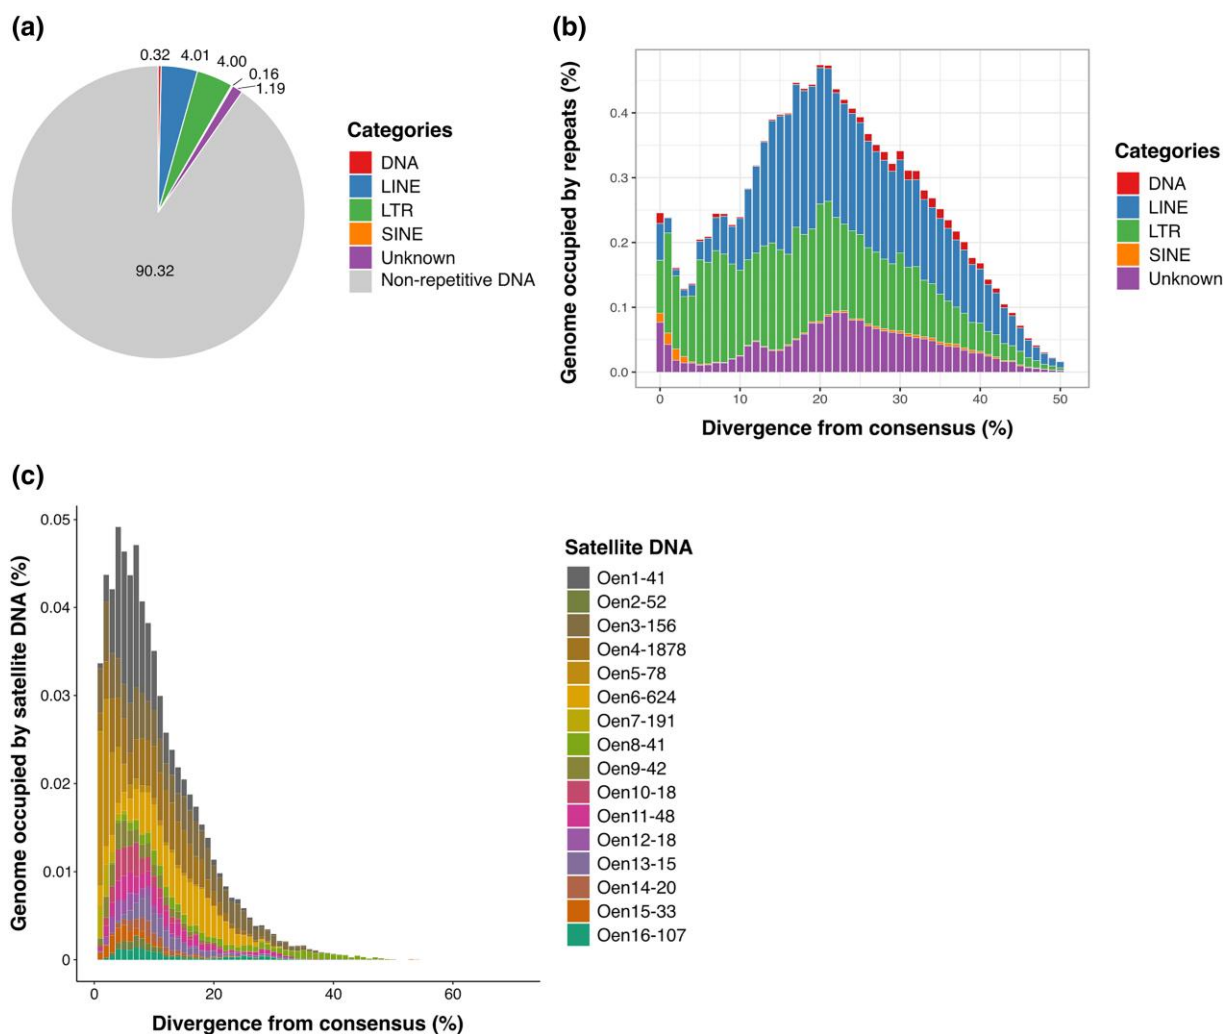 (a)
0.32 4.01 4.00
0.16
1.19
90.32
Categories
DNA
LINE
LTR
SINE
Unknown
Non-repetitive DNA
(b)
Genome occupied by repeats (%)
0.4
0.3
0.2
0.1
0.0
0 10 20 30 40 50
Divergence from consensus (%)
Categories
DNA
LINE
LTR
SINE
Unknown
(c)
Genome occupied by satellite DNA (%)
0.05
0.04
0.03
0.02
0.01
0
0 20 40 60
Divergence from consensus (%)
Satellite DNA
Oen1-41
Oen2-52
Oen3-156
Oen4-1878
Oen5-78
Oen6-624
Oen7-191
Oen8-41
Oen9-42
Oen10-18
Oen11-48
Oen12-18
Oen13-15
Oen14-20
Oen15-33
Oen16-107